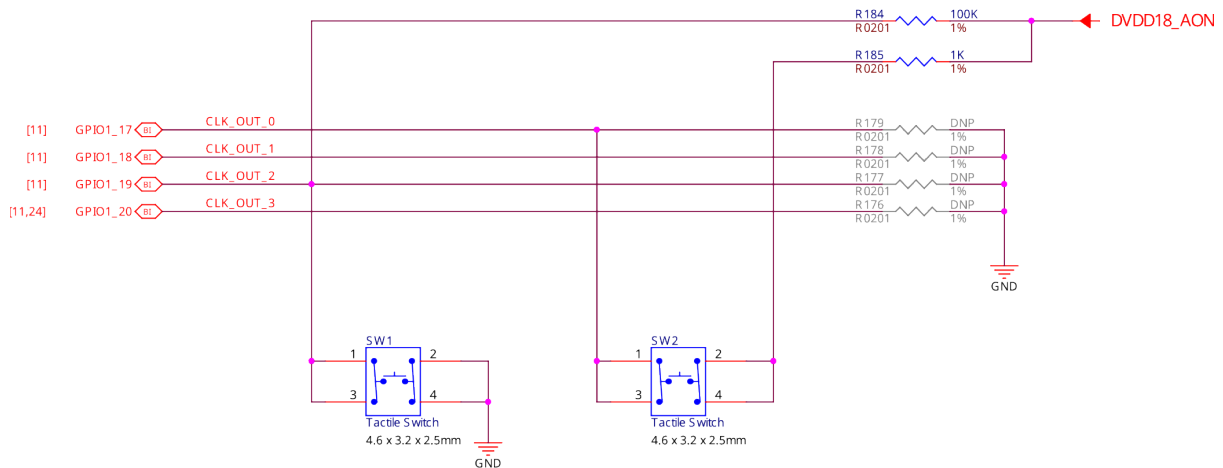 R184 100K
R0201 1%
DVDD18_AON
R185 1K
R0201 1%
[11] GPIO1_17 BI CLK_OUT_0 R179 DNP
R0201 1%
[11] GPIO1_18 BI CLK_OUT_1 R178 DNP
R0201 1%
[11] GPIO1_19 BI CLK_OUT_2 R177 DNP
R0201 1%
[11,24] GPIO1_20 BI CLK_OUT_3 R176 DNP
R0201 1%
GND
SW1
1 2
3 4
Tactile Switch
4.6 x 3.2 x 2.5mm
GND
SW2
1 2
3 4
Tactile Switch
4.6 x 3.2 x 2.5mm